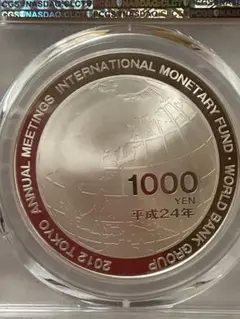 2012 TOKYO ANNUAL MEETINGS INTERNATIONAL MONETARY FUND · WORLD BANK GROUP
1000
YEN
平成24年